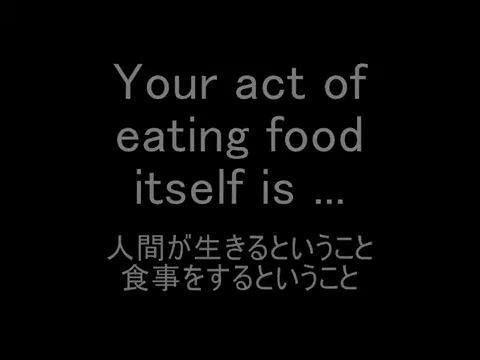 Your act of
eating food
itself is ...
人間が生きるということ
食事をするということ